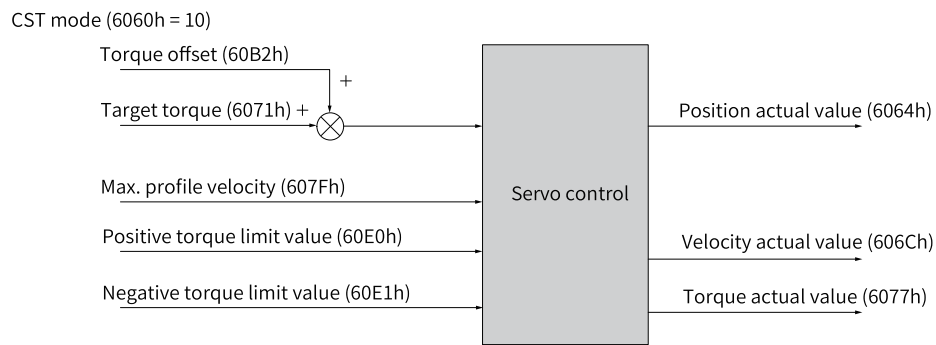 CST mode (6060h = 10)
Torque offset (60B2h)
+
Target torque (6071h) +
Position actual value (6064h)
Max. profile velocity (607Fh)
Servo control
Positive torque limit value (60E0h)
Velocity actual value (606Ch)
Negative torque limit value (60E1h)
Torque actual value (6077h)